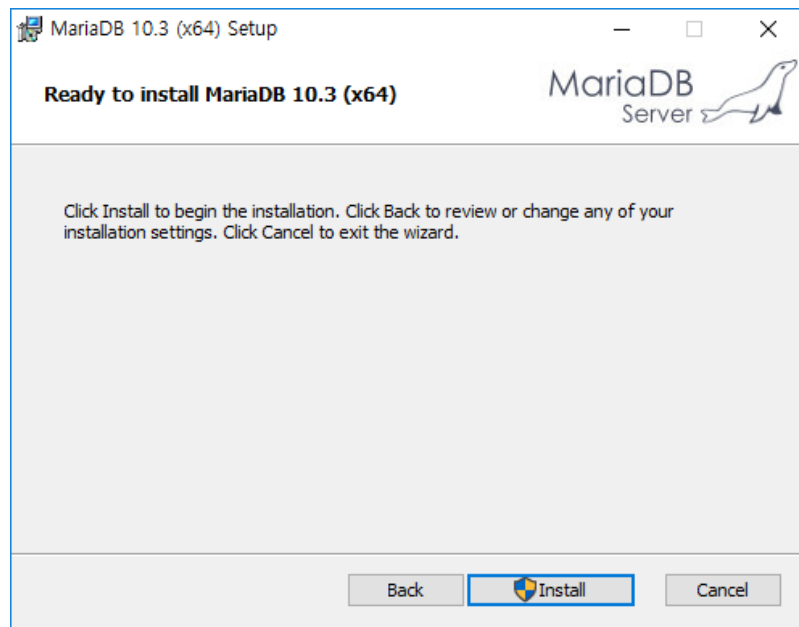 MariaDB 10.3 (x64) Setup
Ready to install MariaDB 10.3 (x64)
MariaDB
Server
Click Install to begin the installation. Click Back to review or change any of your
installation settings. Click Cancel to exit the wizard.
Back
Install
Cancel